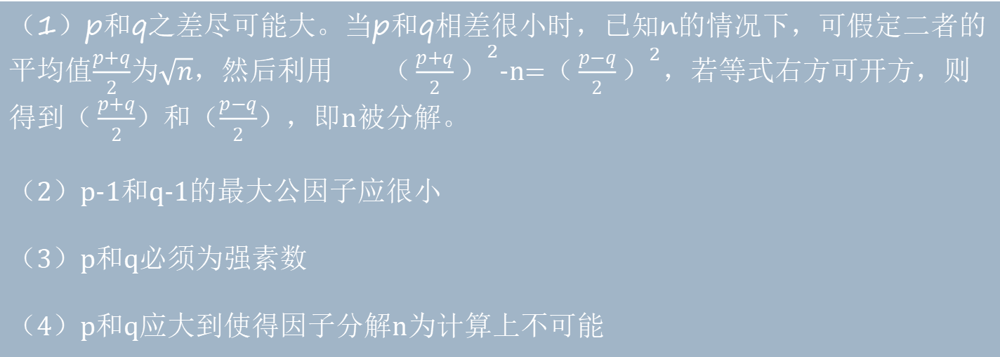 （1）p和q之差尽可能大。当p和q相差很小时，已知n的情况下，可假定二者的
平均值$\frac{p+q}{2}$为$\sqrt{n}$，然后利用 （$\frac{p+q}{2}$）$^2$-n=（$\frac{p-q}{2}$）$^2$，若等式右方可开方，则
得到（$\frac{p+q}{2}$）和（$\frac{p-q}{2}$），即n被分解。
（2）p-1和q-1的最大公因子应很小
（3）p和q必须为强素数
（4）p和q应大到使得因子分解n为计算上不可能